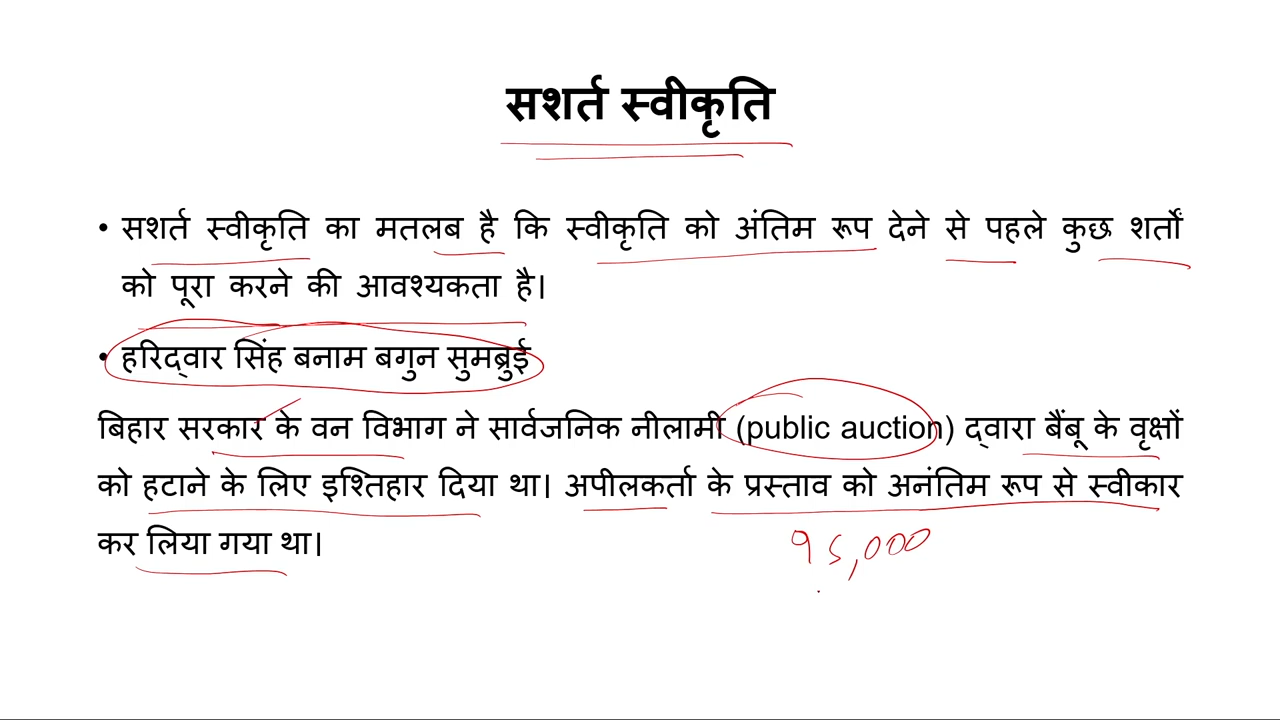 सशर्त स्वीकृति
• सशर्त स्वीकृति का मतलब है कि स्वीकृति को अंतिम रूप देने से पहले कुछ शर्तों
को पूरा करने की आवश्यकता है।
• हरिद्वार सिंह बनाम बगुन सुमब्रुई
बिहार सरकार के वन विभाग ने सार्वजनिक नीलामी (public auction) द्वारा बैंबू के वृक्षों
को हटाने के लिए इश्तिहार दिया था। अपीलकर्ता के प्रस्ताव को अनंतिम रूप से स्वीकार
कर लिया गया था।
95,000